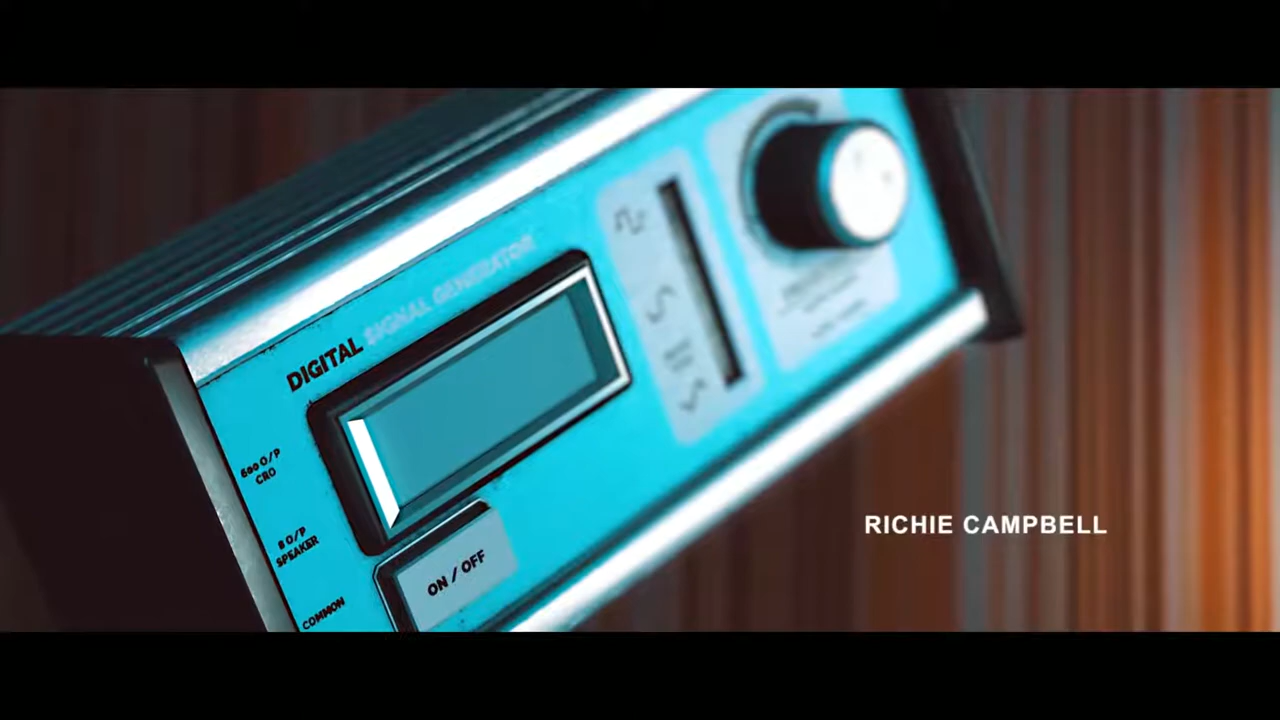 DIGITAL SIGNAL GENERATOR
600 O/P
CRO
8 O/P
SPEAKER
COMMON
ON / OFF
RICHIE CAMPBELL